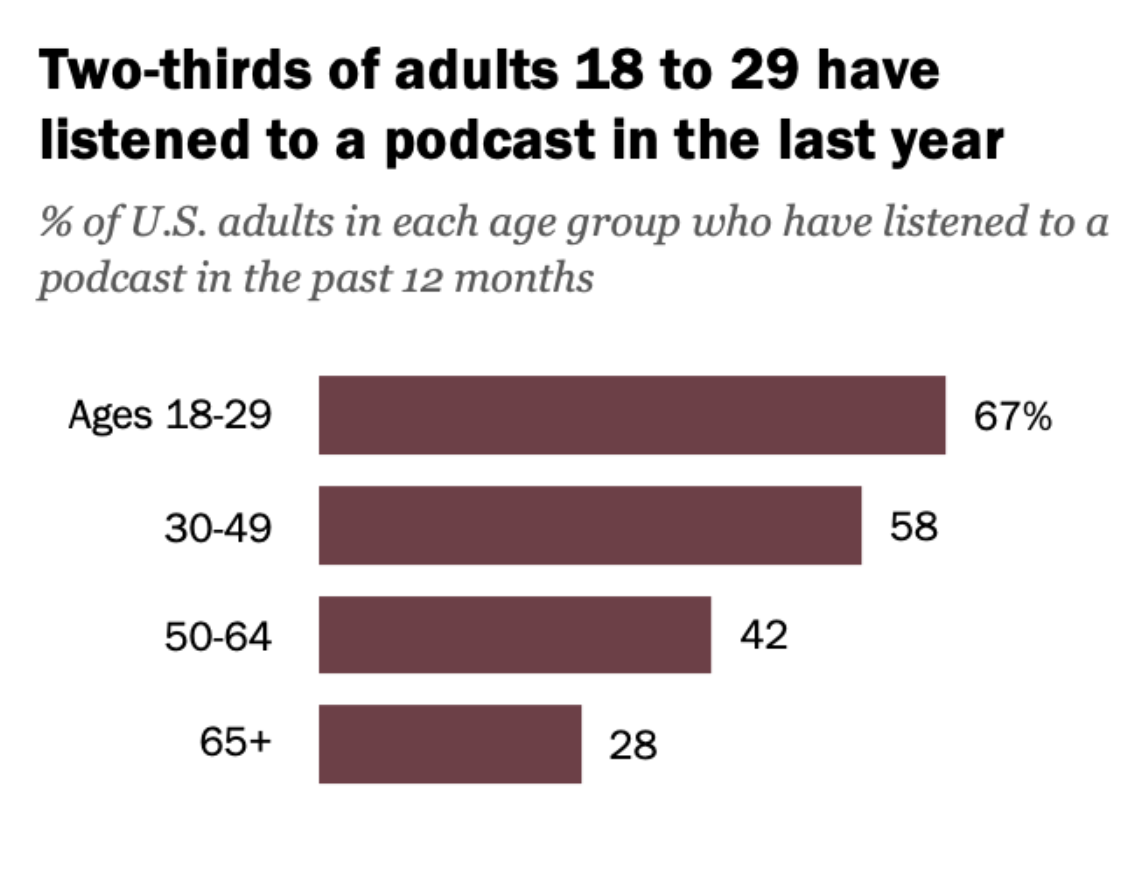 Two-thirds of adults 18 to 29 have
listened to a podcast in the last year
% of U.S. adults in each age group who have listened to a
podcast in the past 12 months
Ages 18-29 67%
30-49 58
50-64 42
65+ 28